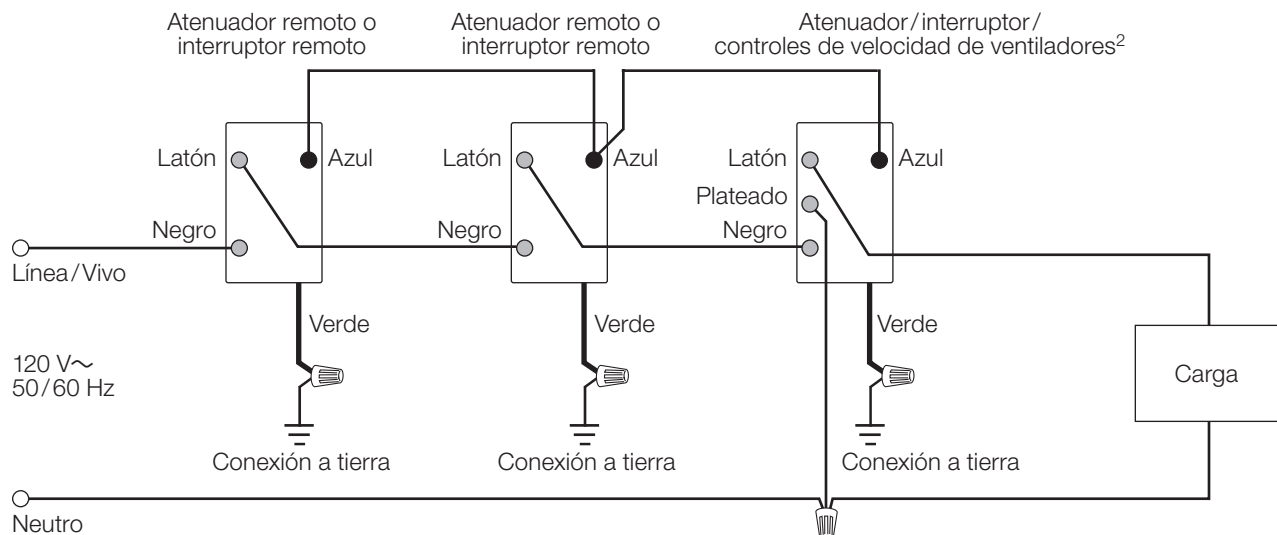 Atenuador remoto o
interruptor remoto
Atenuador remoto o
interruptor remoto
Atenuador/interruptor/
controles de velocidad de ventiladores²
Latón
Azul
Latón
Azul
Latón
Azul
Plateado
Negro
Negro
Negro
Línea/Vivo
Verde
Verde
Verde
120 V~
50/60 Hz
Carga
Conexión a tierra
Conexión a tierra
Conexión a tierra
Neutro